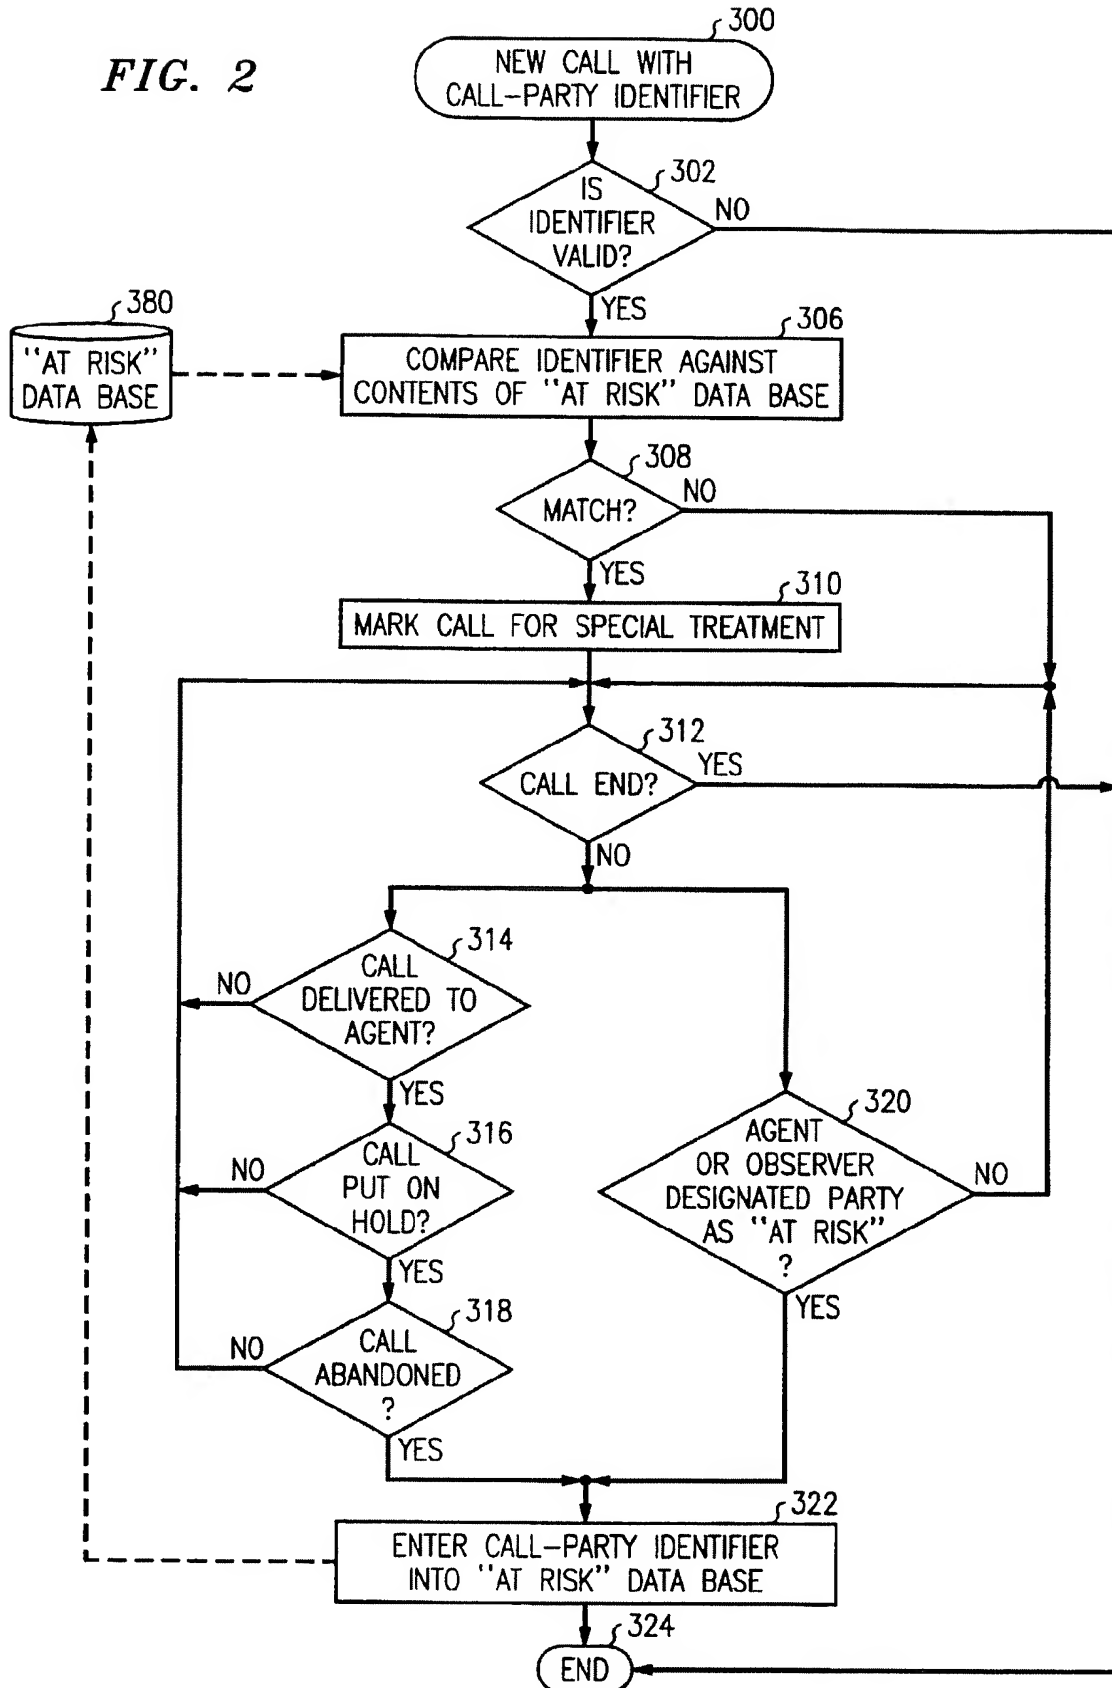 FIG. 2
300
NEW CALL WITH
CALL-PARTY IDENTIFIER
302
IS
IDENTIFIER
VALID?
NO
YES
380
"AT RISK"
DATA BASE
306
COMPARE IDENTIFIER AGAINST
CONTENTS OF "AT RISK" DATA BASE
308
MATCH?
NO
YES
310
MARK CALL FOR SPECIAL TREATMENT
312
CALL END?
YES
NO
314
CALL
DELIVERED TO
AGENT?
NO
YES
316
CALL
PUT ON
HOLD?
NO
YES
318
CALL
ABANDONED
?
NO
YES
320
AGENT
OR OBSERVER
DESIGNATED PARTY
AS "AT RISK"
?
NO
YES
322
ENTER CALL-PARTY IDENTIFIER
INTO "AT RISK" DATA BASE
324
END